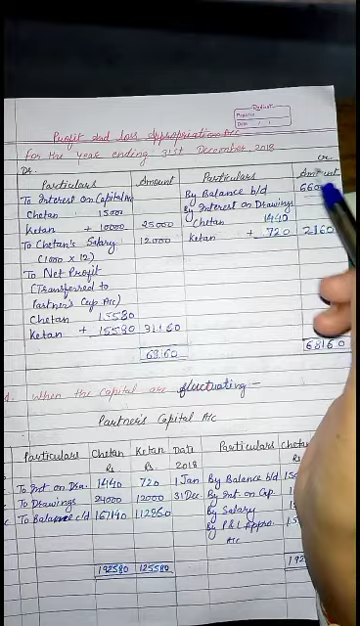 Profit and loss Appropriation A/c
For the year ending 31st December 2018
Dr. Cr
Particulars Amount Particulars Amount
To Interest on Capital A/c By Balance b/d 660
Chetan 15000 By Interest on Drawings
Ketan + 10000 25000 Chetan 1440
To Chetan's Salary 12000 Ketan + 720 2160
(1000 x 12)
To Net Profit
(Transferred to
Partner's Cap A/c)
Chetan 15580
Ketan + 15580 31160
68160 68160
When the Capital are fluctuating -
Partner's Capital A/c
Particulars Chetan Ketan Date Particulars Chet
Rs Rs. 2018
To Int on Dra. 1440 720 1 Jan By Balance b/d
To Drawings 24000 12000 31 Dec By Int. on Cap
To Balance c/d 167140 112860 By Salary
By P&L Appro.
A/c
192580 125580 192